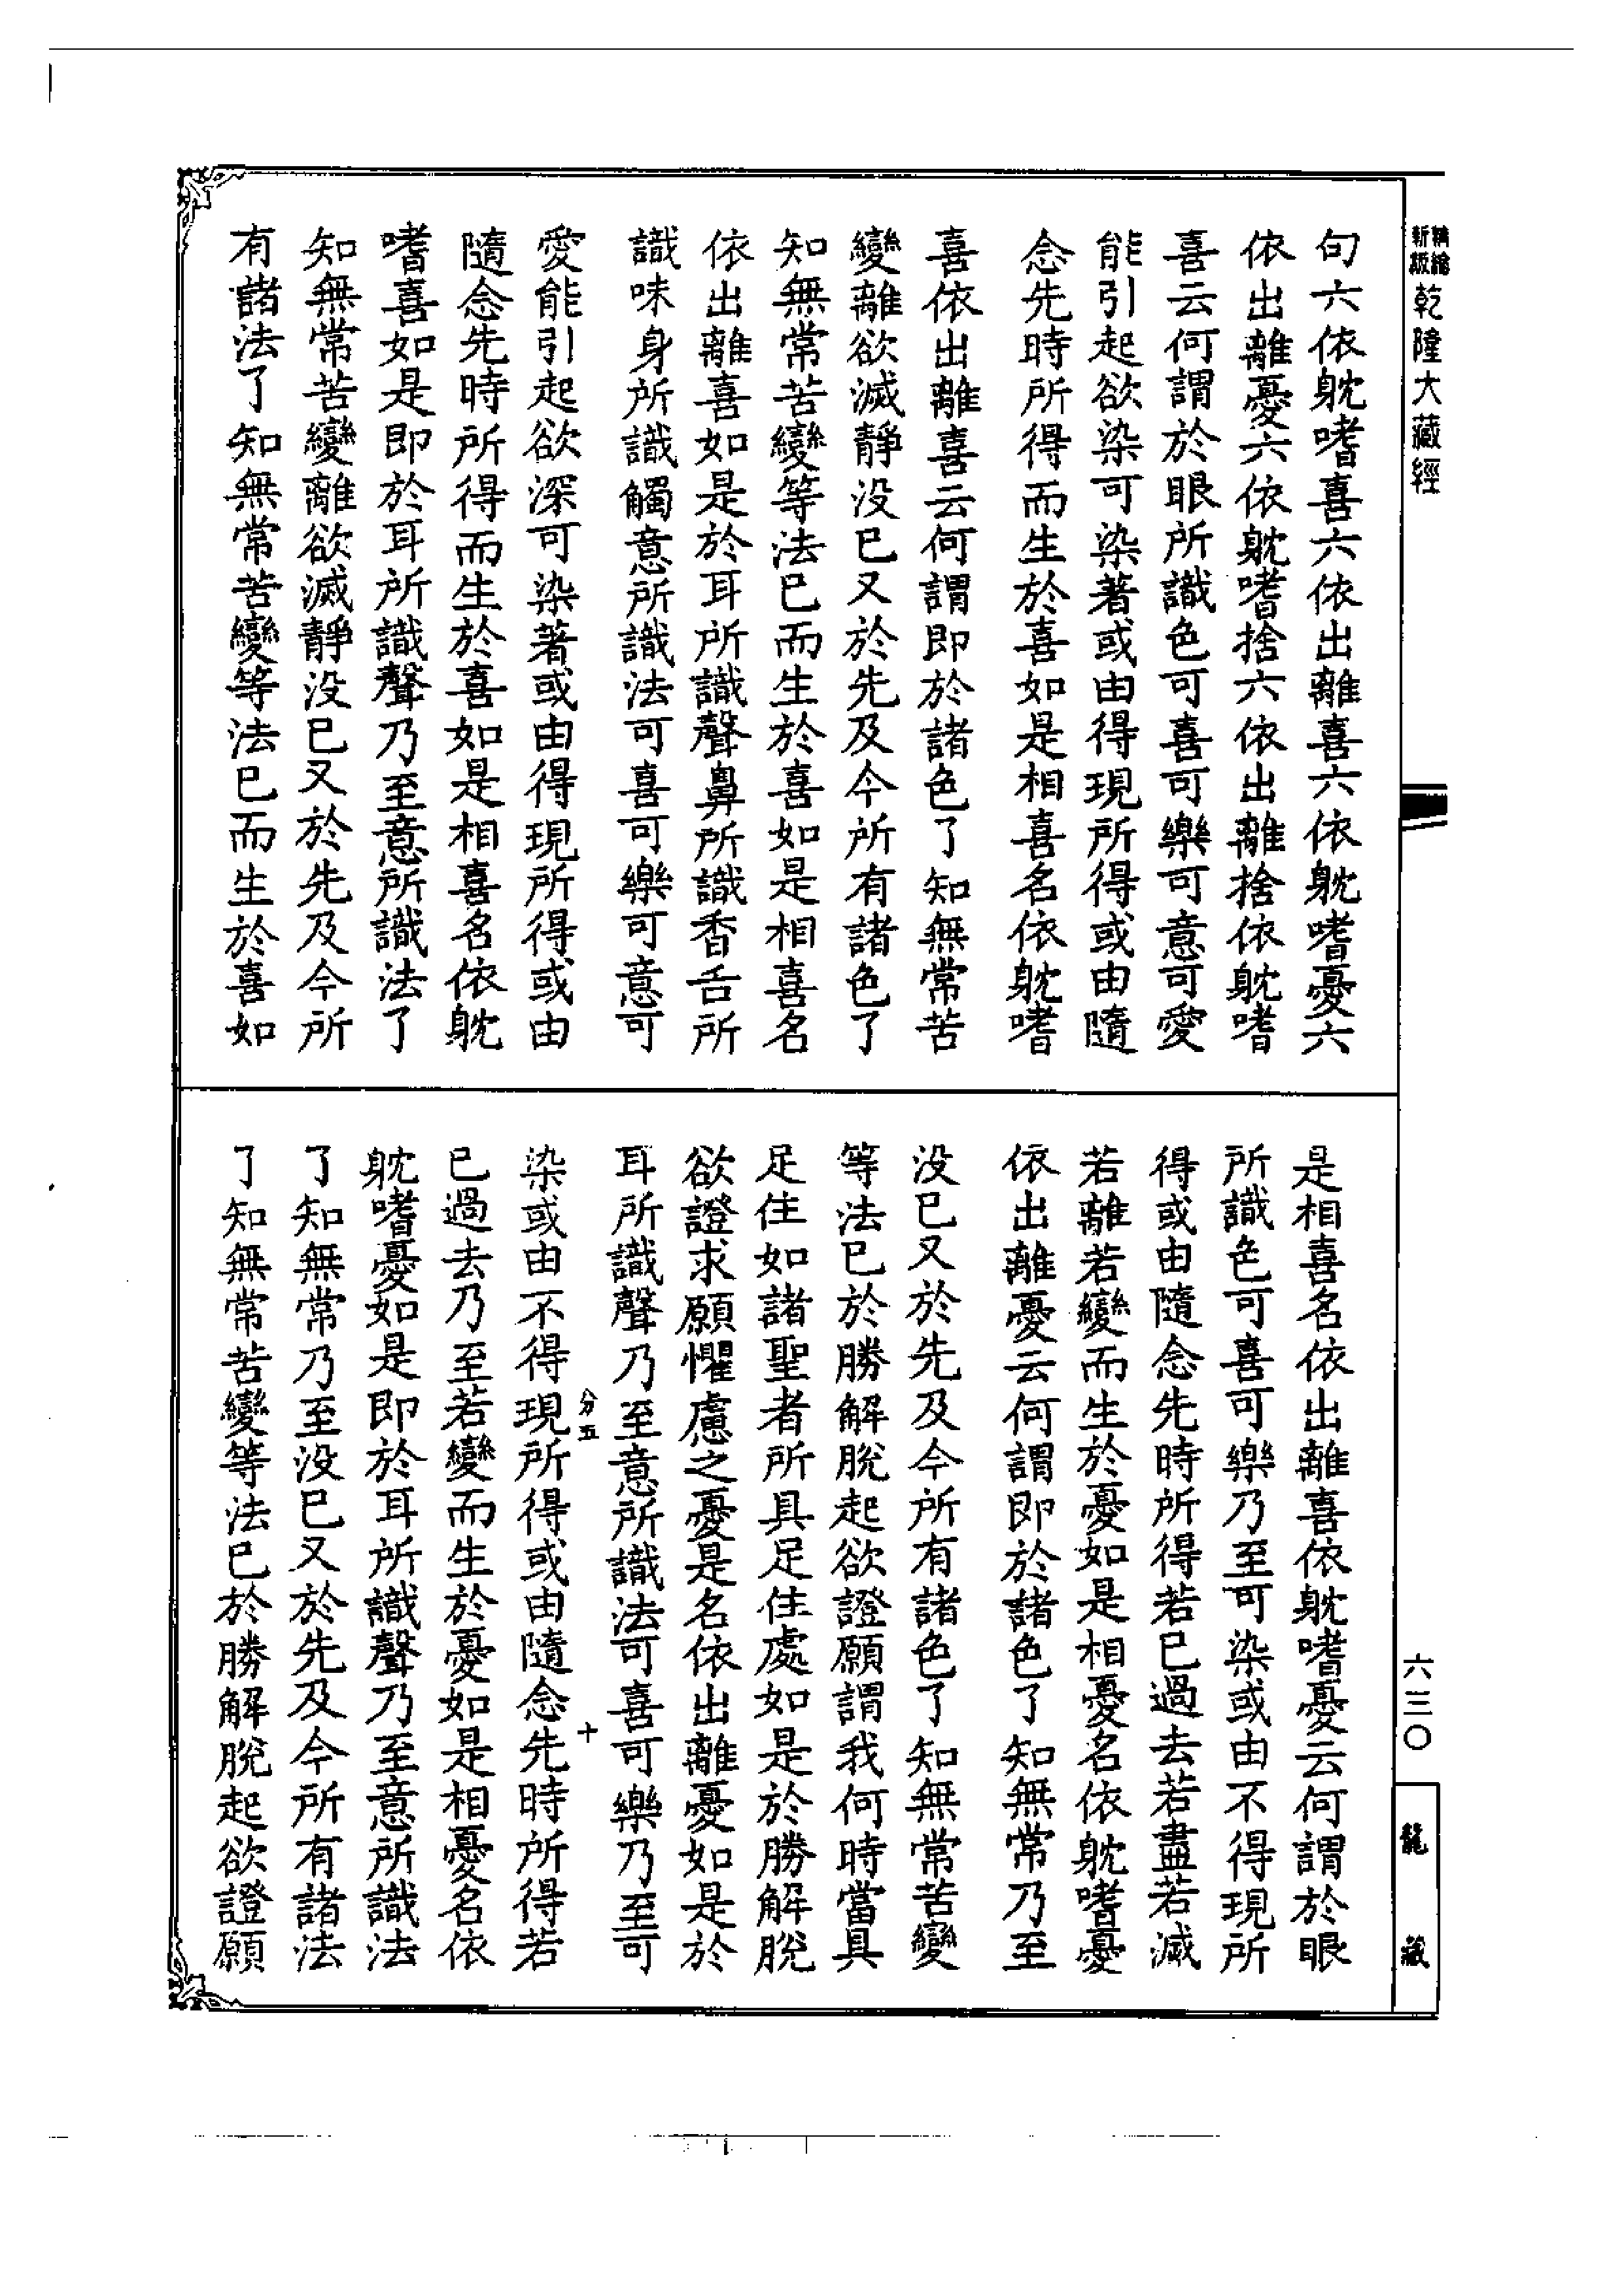 精縮新版乾隆大藏經
句六依躭嗜喜六依出離喜六依躭嗜憂六
依出離憂六依躭嗜捨六依出離捨依躭嗜
喜云何謂於眼所識色可喜可樂可意可愛
能引起欲染可染著或由得現所得或由隨
念先時所得而生於喜如是相喜名依躭嗜
喜依出離喜云何謂即於諸色了知無常苦
變離欲滅靜没已又於先及今所有諸色了
知無常苦變等法已而生於喜如是相喜名
依出離喜如是於耳所識聲鼻所識香舌所
識味身所識觸意所識法可喜可樂可意可
愛能引起欲深可染著或由得現所得或由
隨念先時所得而生於喜如是相喜名依躭
嗜喜如是即於耳所識聲乃至意所識法了
知無常苦變離欲滅靜没已又於先及今所
有諸法了知無常苦變等法已而生於喜如
是相喜名依出離喜依躭嗜憂云何謂於眼
所識色可喜可樂乃至可染或由不得現所
得或由隨念先時所得若已過去若盡若滅
若離若變而生於憂如是相憂名依躭嗜憂
依出離憂云何謂即於諸色了知無常乃至
没已又於先及今所有諸色了知無常苦變
等法已於勝解脫起欲證願謂我何時當具
足住如諸聖者所具足住處如是於勝解脫
欲證求願懼慮之憂是名依出離憂如是於
耳所識聲乃至意所識法可喜可樂乃至可
分五
十
染或由不得現所得或由隨念先時所得若
已過去乃至若變而生於憂如是相憂名依
躭嗜憂如是即於耳所識聲乃至意所識法
了知無常乃至没已又於先及今所有諸法
了知無常苦變等法已於勝解脫起欲證願
六三〇
龍藏